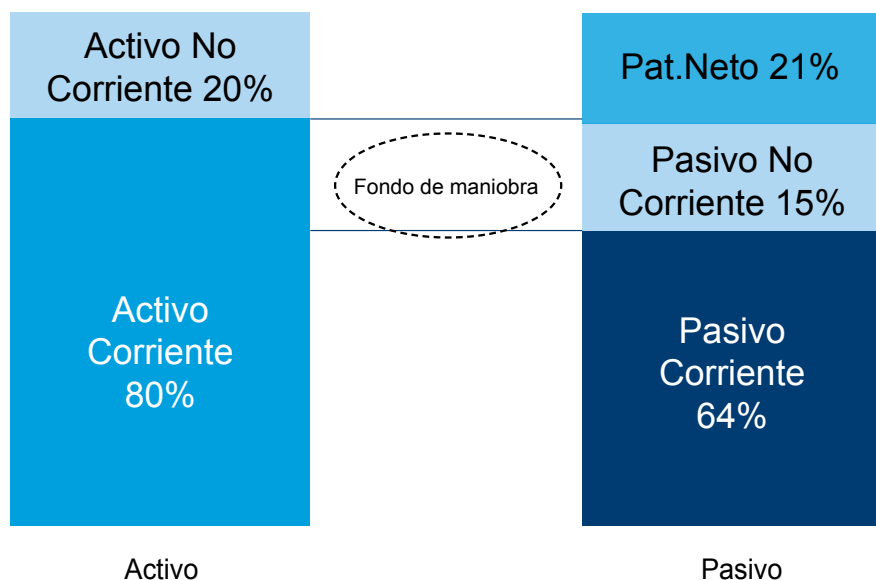 Activo No
Corriente 20%
Activo
Corriente
80%
Fondo de maniobra
Pat.Neto 21%
Pasivo No
Corriente 15%
Pasivo
Corriente
64%
Activo
Pasivo